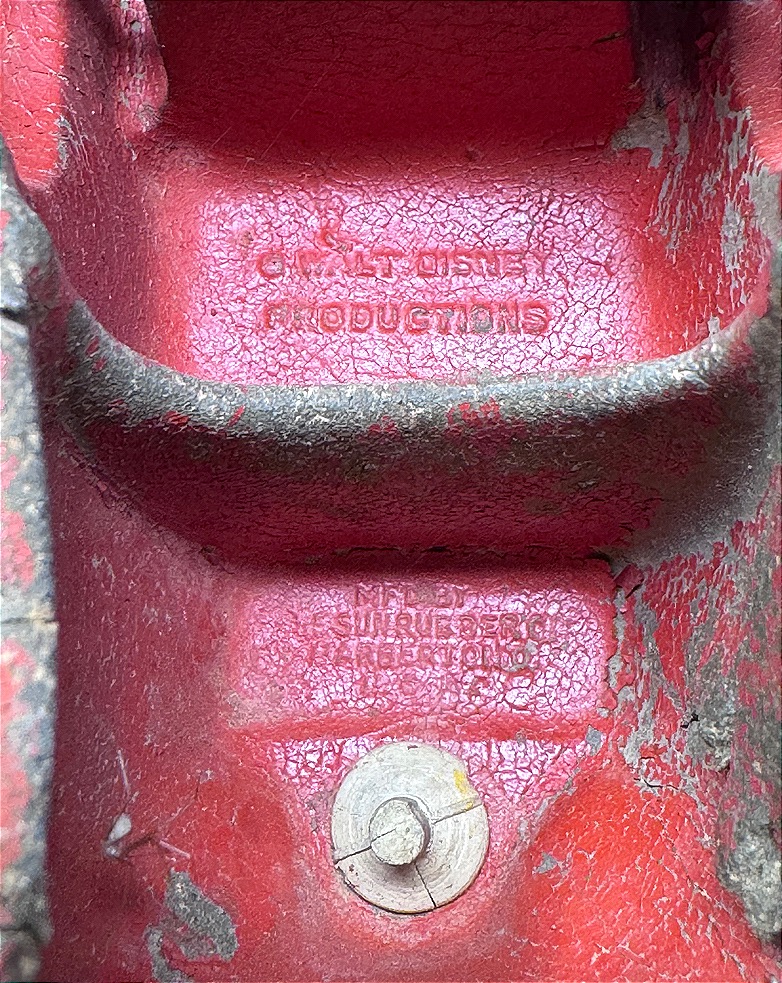 © WALT DISNEY
PRODUCTIONS
MFD. BY
SUN RUBBER CO.
BARBERTON, O.
U.S.A.